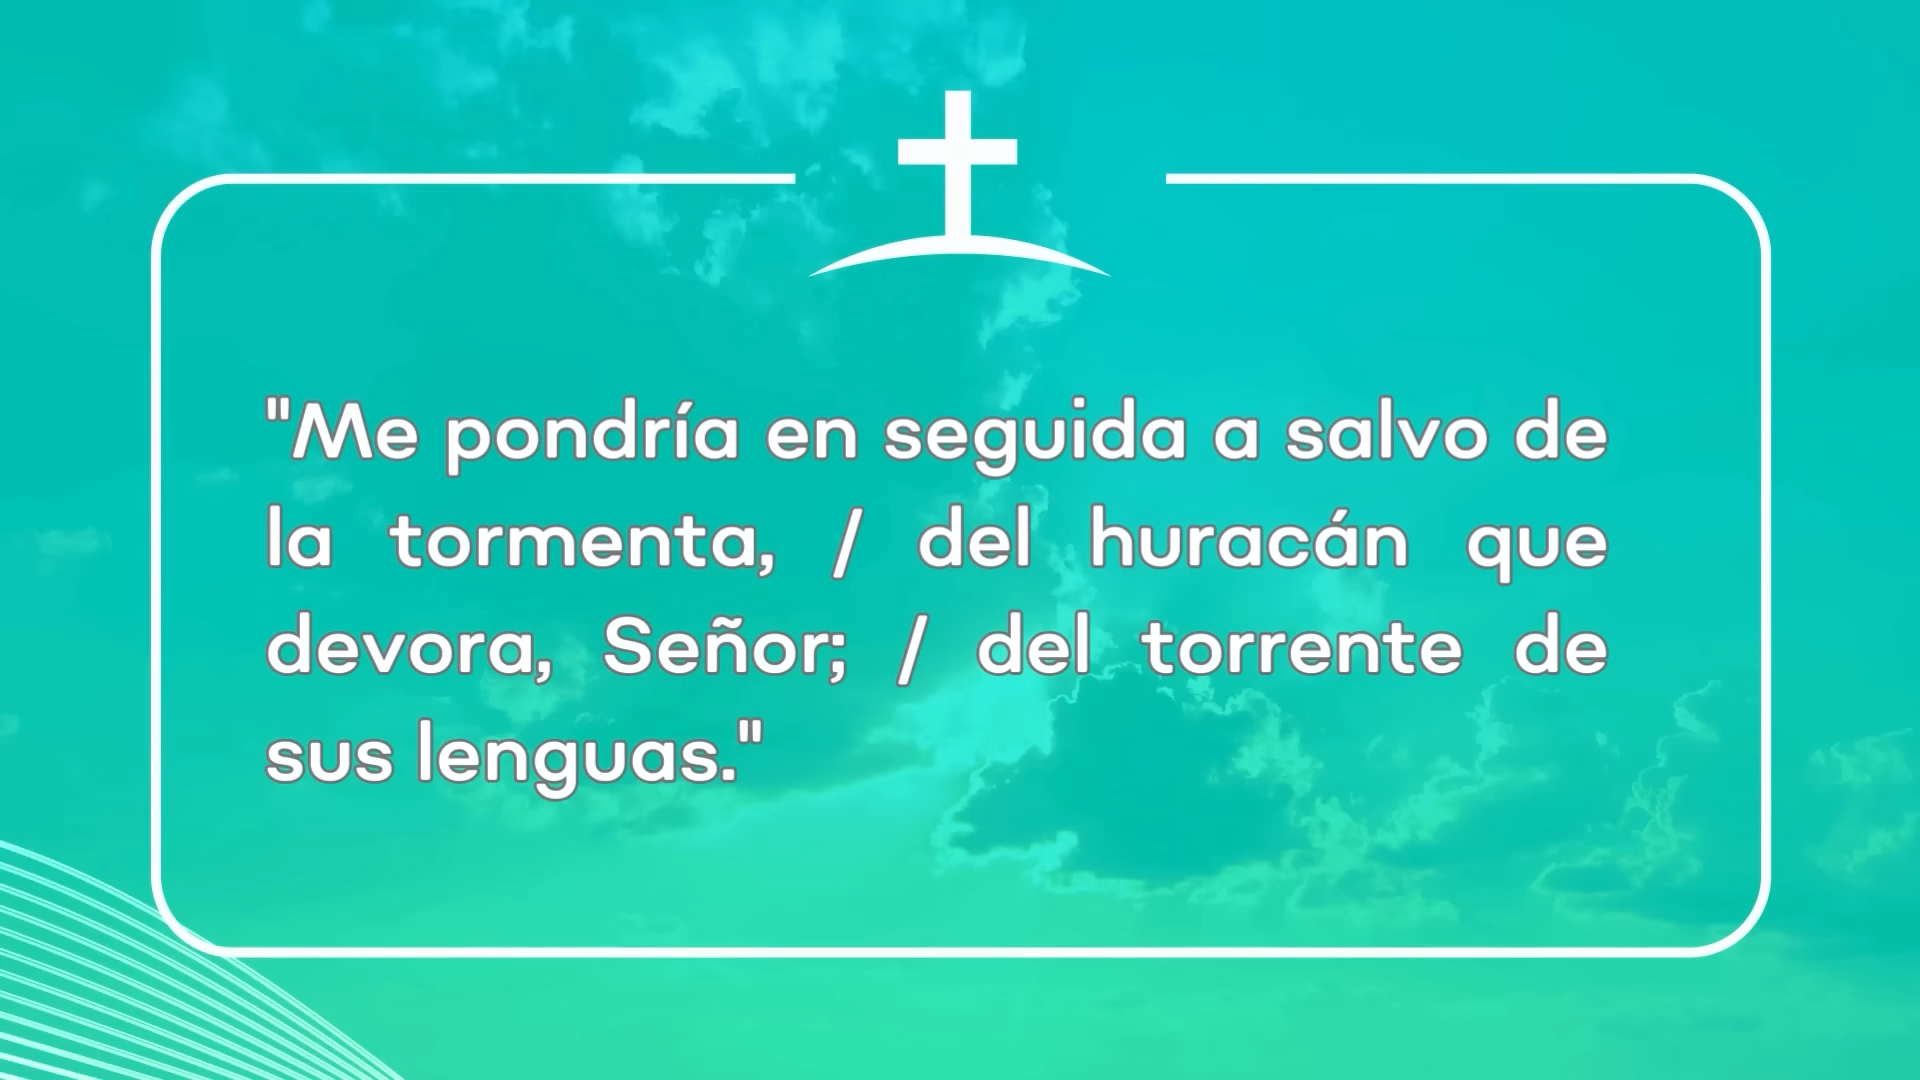 "Me pondría en seguida a salvo de
la tormenta, / del huracán que
devora, Señor; / del torrente de
sus lenguas."